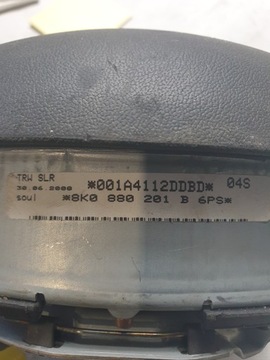 TRW SLR *001A4112DDBD* 04S
30.06.2008
*8K0 880 201 B 6PS*